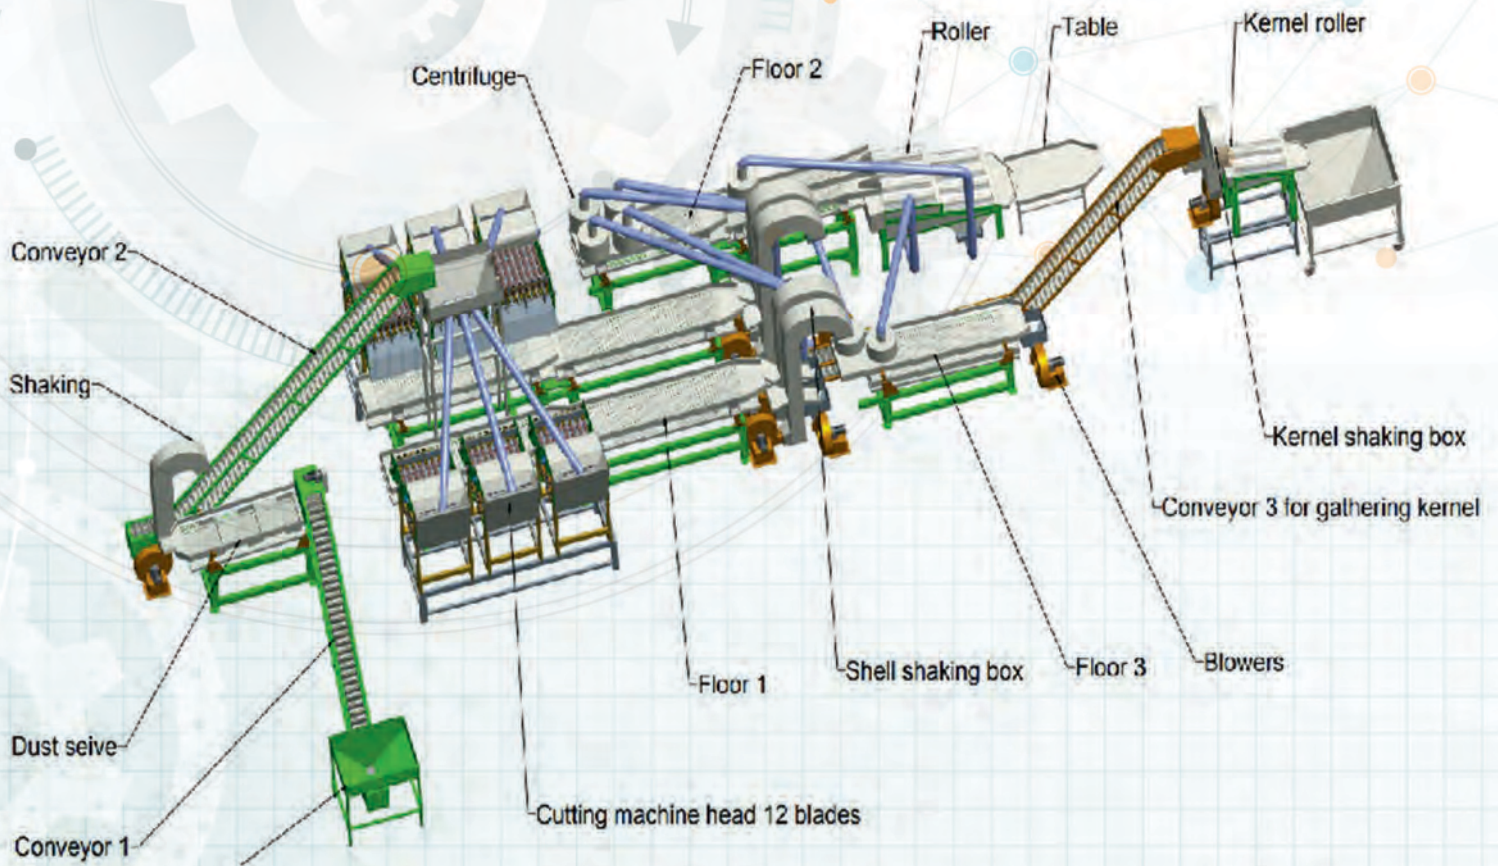 Roller
Table
Kernel roller
Centrifuge
Floor 2
Conveyor 2
Shaking
Kernel shaking box
Conveyor 3 for gathering kernel
Shell shaking box
Floor 3
Blowers
Floor 1
Dust seive
Cutting machine head 12 blades
Conveyor 1